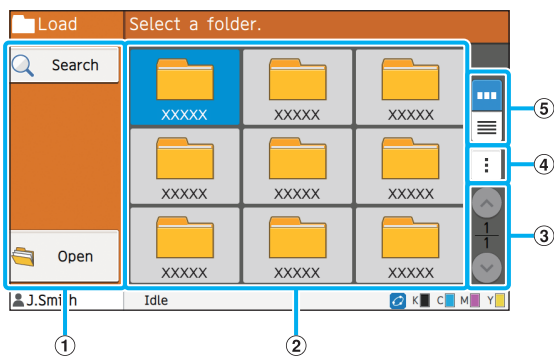 Load
Select a folder.
Search
Open
XXXXX XXXXX XXXXX
XXXXX XXXXX XXXXX
XXXXX XXXXX XXXXX
1
1
J.Smith
Idle
K C M Y
5
4
3
1 2